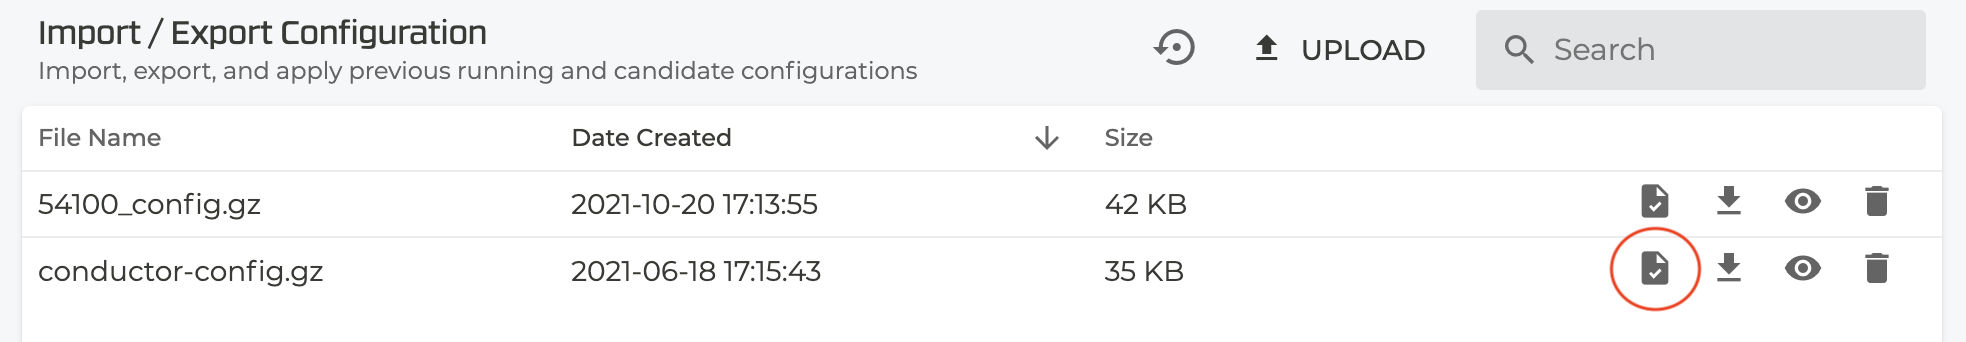 Import / Export Configuration
Import, export, and apply previous running and candidate configurations
UPLOAD
Search
File Name Date Created Size
54100_config.gz 2021-10-20 17:13:55 42 KB
conductor-config.gz 2021-06-18 17:15:43 35 KB